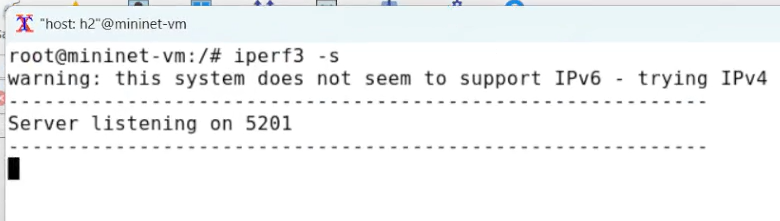 "host: h2"@mininet-vm
root@mininet-vm:/# iperf3 -s
warning: this system does not seem to support IPv6 - trying IPv4
-----------------------------------------------------------
Server listening on 5201
-----------------------------------------------------------